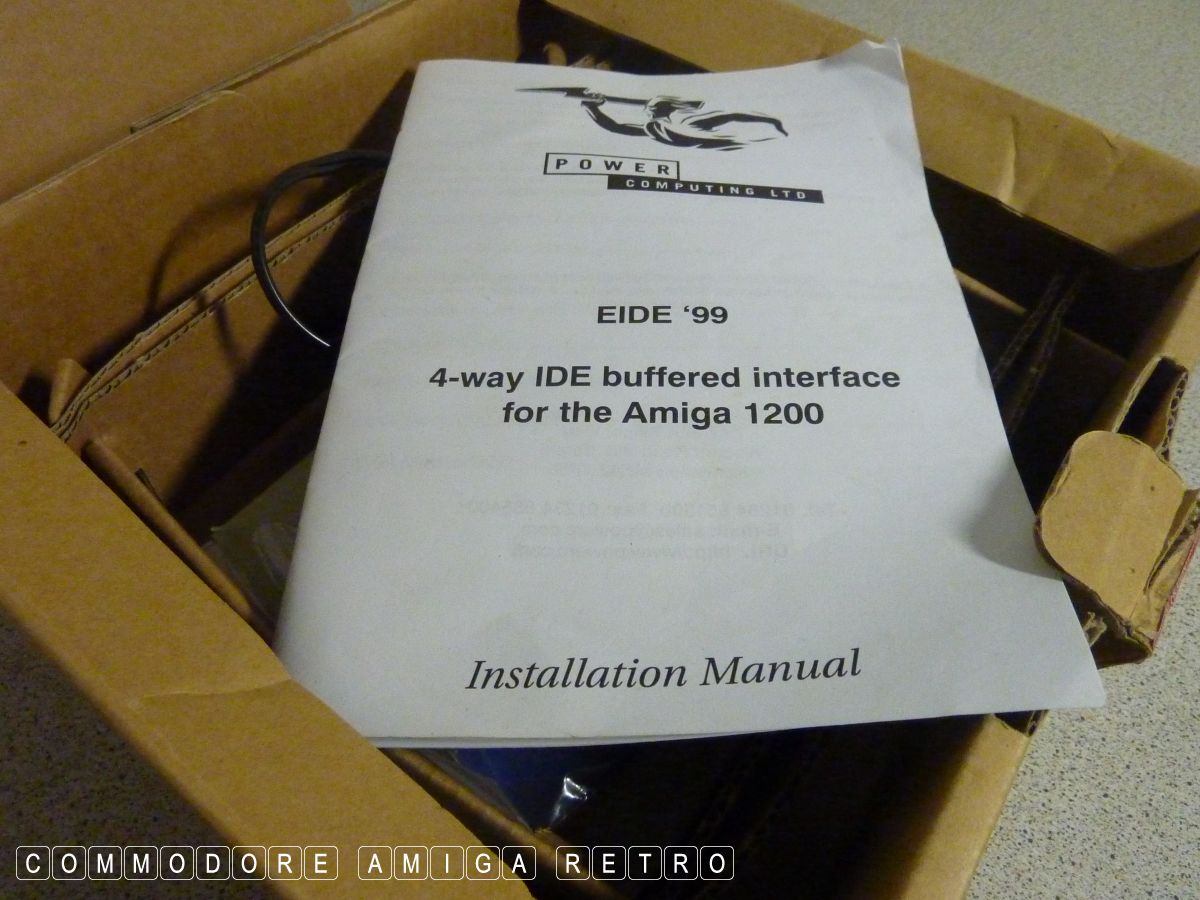 POWER
COMPUTING LTD
EIDE ‘99
4-way IDE buffered interface
for the Amiga 1200
Installation Manual
COMMODORE AMIGA RETRO